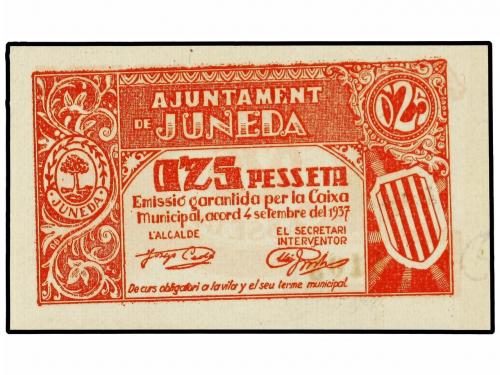 AJUNTAMENT
DE JUNEDA
0'25
0'25 PESSETA
Emissió garantida per la Caixa
Municipal, acord 4 setembre del 1937
L'ALCALDE
EL SECRETARI
INTERVENTOR
JUNEDA
De curs obligatori a la vila y el seu terme municipal